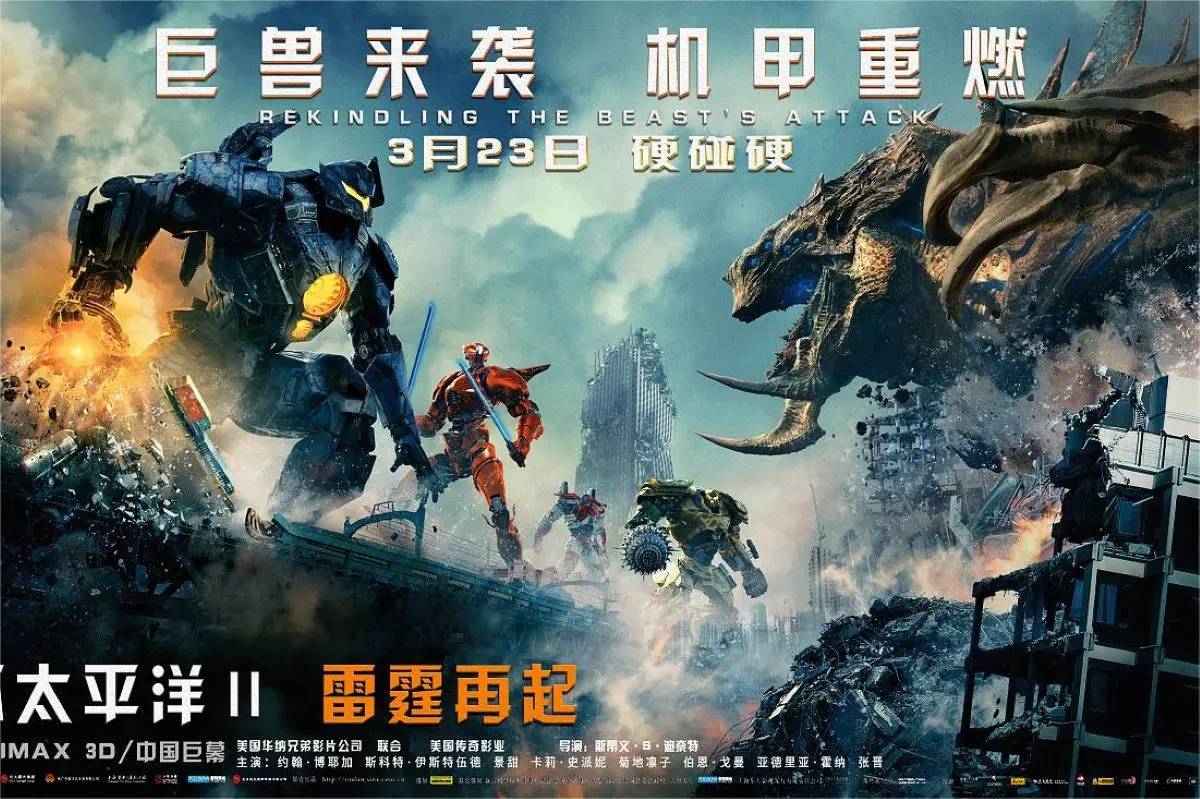 巨兽来袭 机甲重燃
REKINDLING THE BEAST'S ATTACK
3月23日 硬碰硬
太平洋II 雷霆再起
IMAX 3D/中国巨幕
美国华纳兄弟影片公司 联合 美国传奇影业 导演：斯蒂文·B·迪奈特
主演：约翰·博耶加 斯科特·伊斯特伍德 景甜 卡莉·史派妮 菊地凛子 伯恩·戈曼 亚德里亚·霍纳 张晋